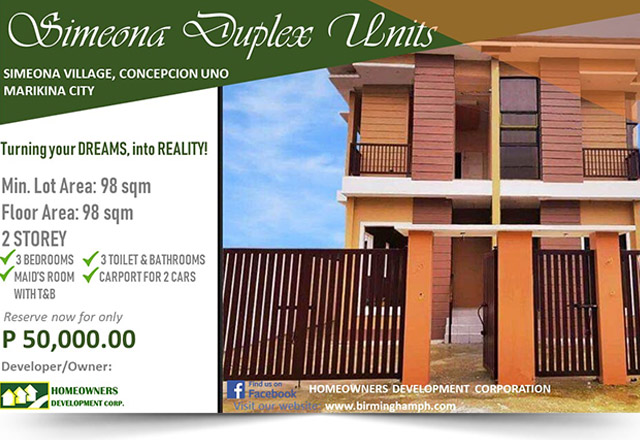 Simeona Duplex Units
SIMEONA VILLAGE, CONCEPCION UNO
MARIKINA CITY
Turning your DREAMS, into REALITY!
Min. Lot Area: 98 sqm
Floor Area: 98 sqm
2 STOREY
3 BEDROOMS
3 TOILET & BATHROOMS
MAID'S ROOM
WITH T&B
CARPORT FOR 2 CARS
Reserve now for only
P 50,000.00
Developer/Owner:
HOMEOWNERS
DEVELOPMENT CORP.
Find us on
Facebook
HOMEOWNERS DEVELOPMENT CORPORATION
Visit our website: www.birminghamph.com